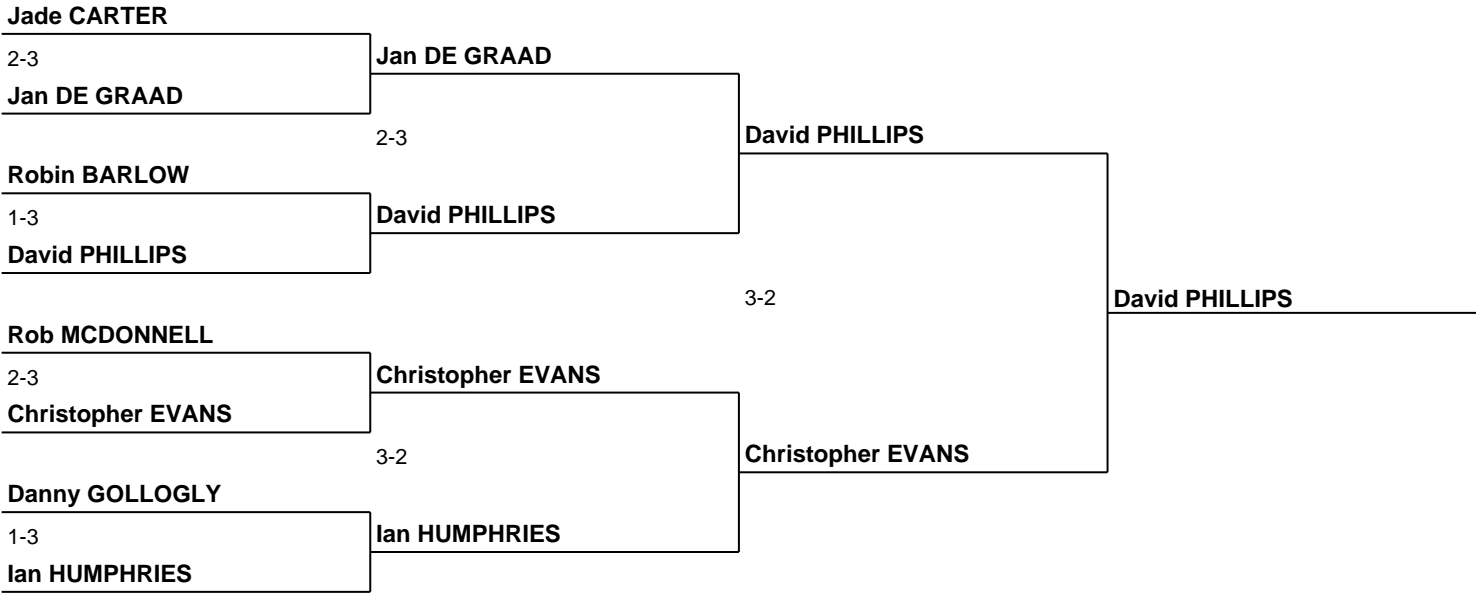 Jade CARTER
2-3
Jan DE GRAAD
Jan DE GRAAD
2-3
David PHILLIPS
Robin BARLOW
1-3
David PHILLIPS
David PHILLIPS
3-2
David PHILLIPS
Rob MCDONNELL
2-3
Christopher EVANS
Christopher EVANS
3-2
Christopher EVANS
Danny GOLLOGLY
1-3
Ian HUMPHRIES
Ian HUMPHRIES